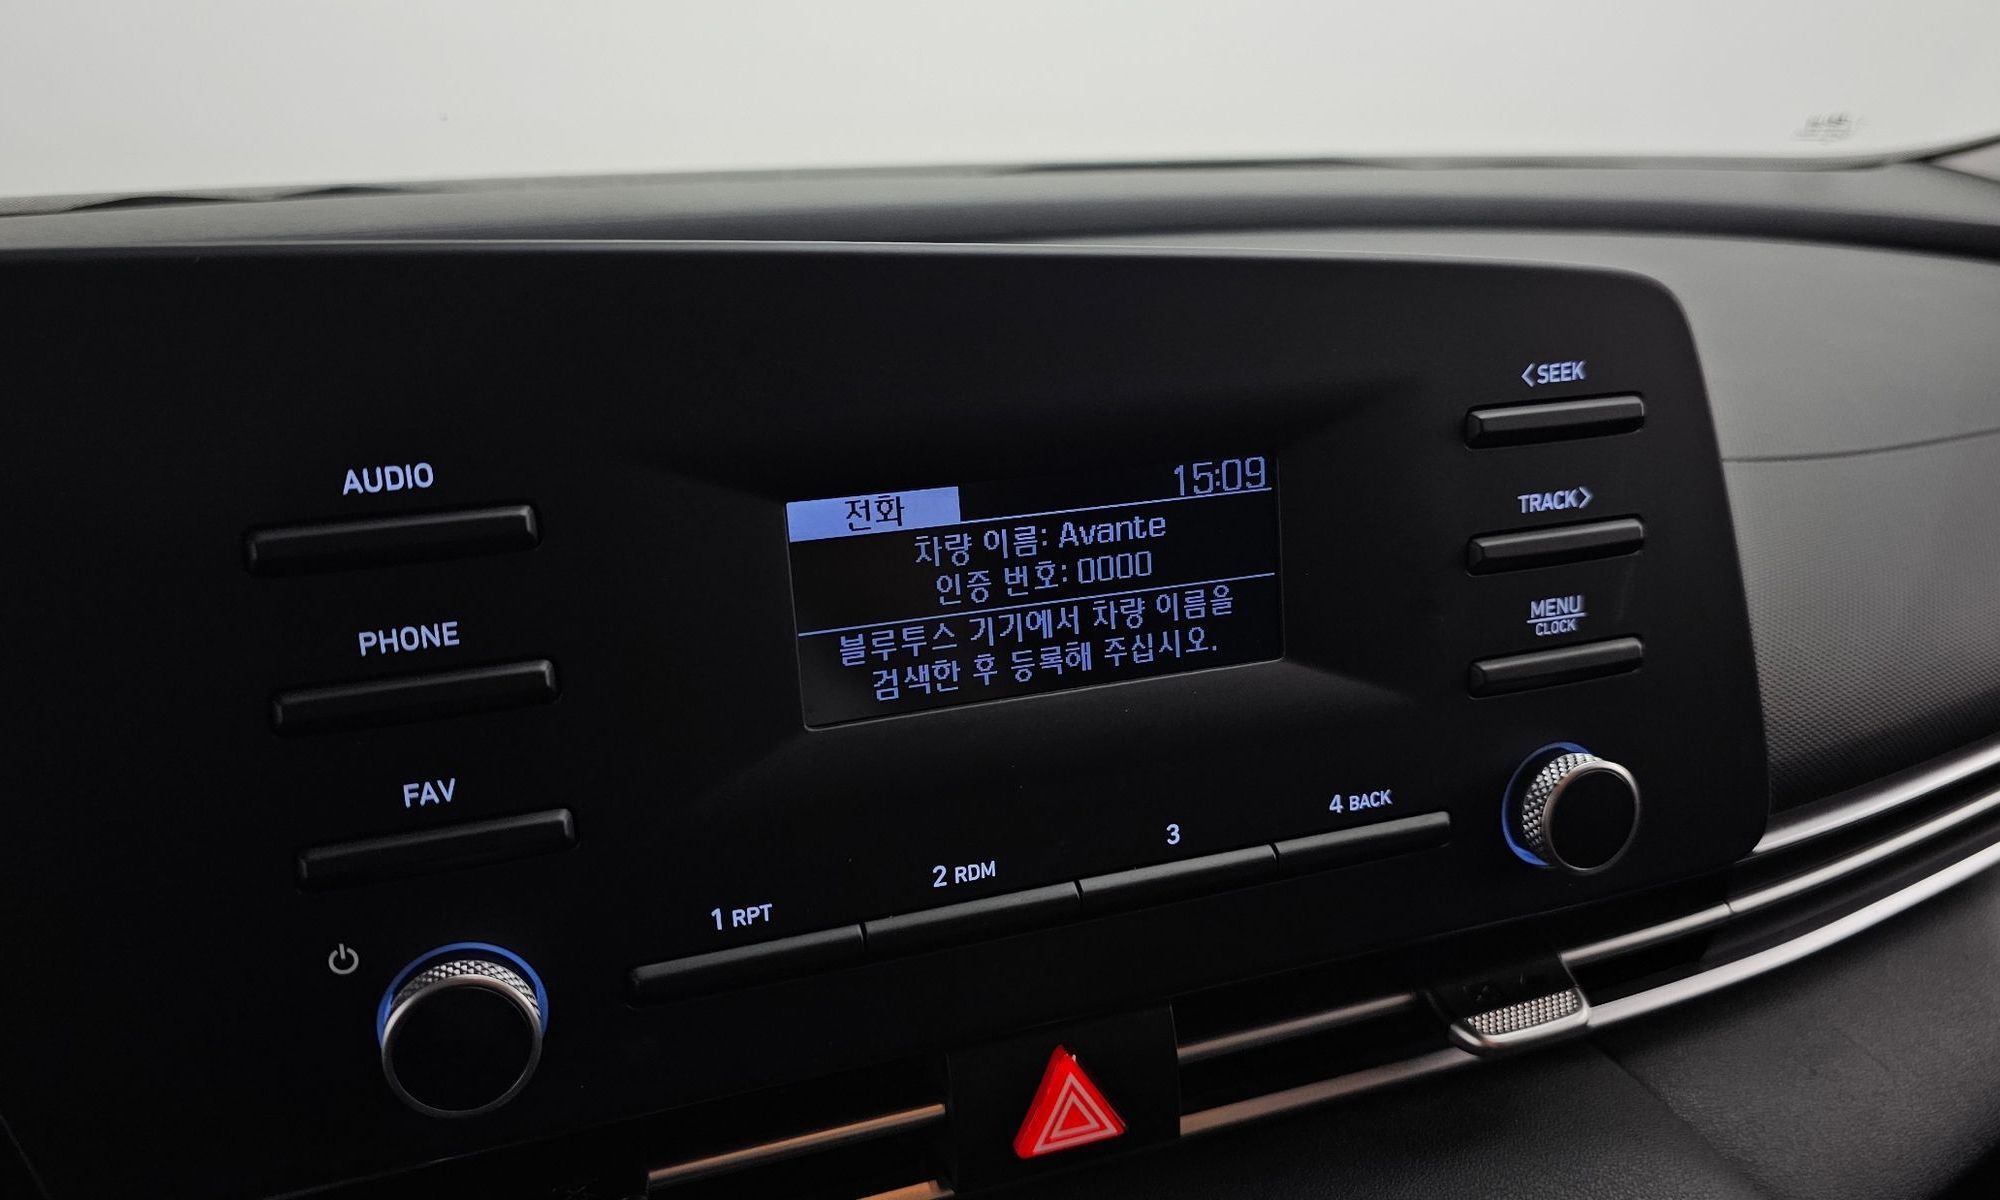 AUDIO
PHONE
FAV
전화
15:09
차량 이름: Avante
인증 번호: 0000
블루투스 기기에서 차량 이름을
검색한 후 등록해 주십시오.
<SEEK
TRACK>
MENU
CLOCK
1 RPT
2 RDM
3
4 BACK